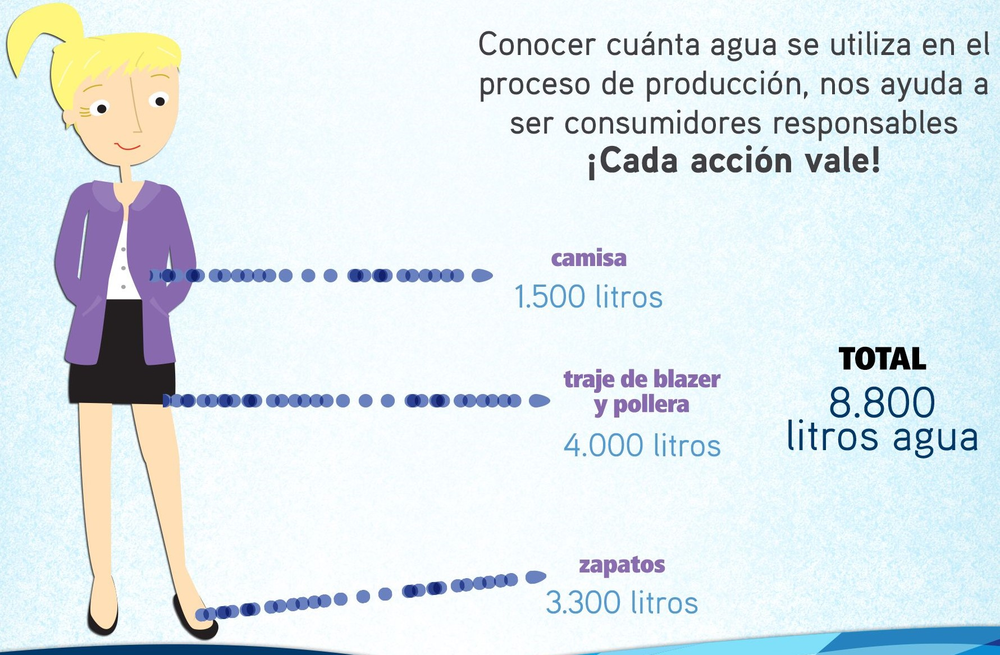 Conocer cuánta agua se utiliza en el
proceso de producción, nos ayuda a
ser consumidores responsables
¡Cada acción vale!
camisa
1.500 litros
traje de blazer
y pollera
4.000 litros
TOTAL
8.800
litros agua
zapatos
3.300 litros